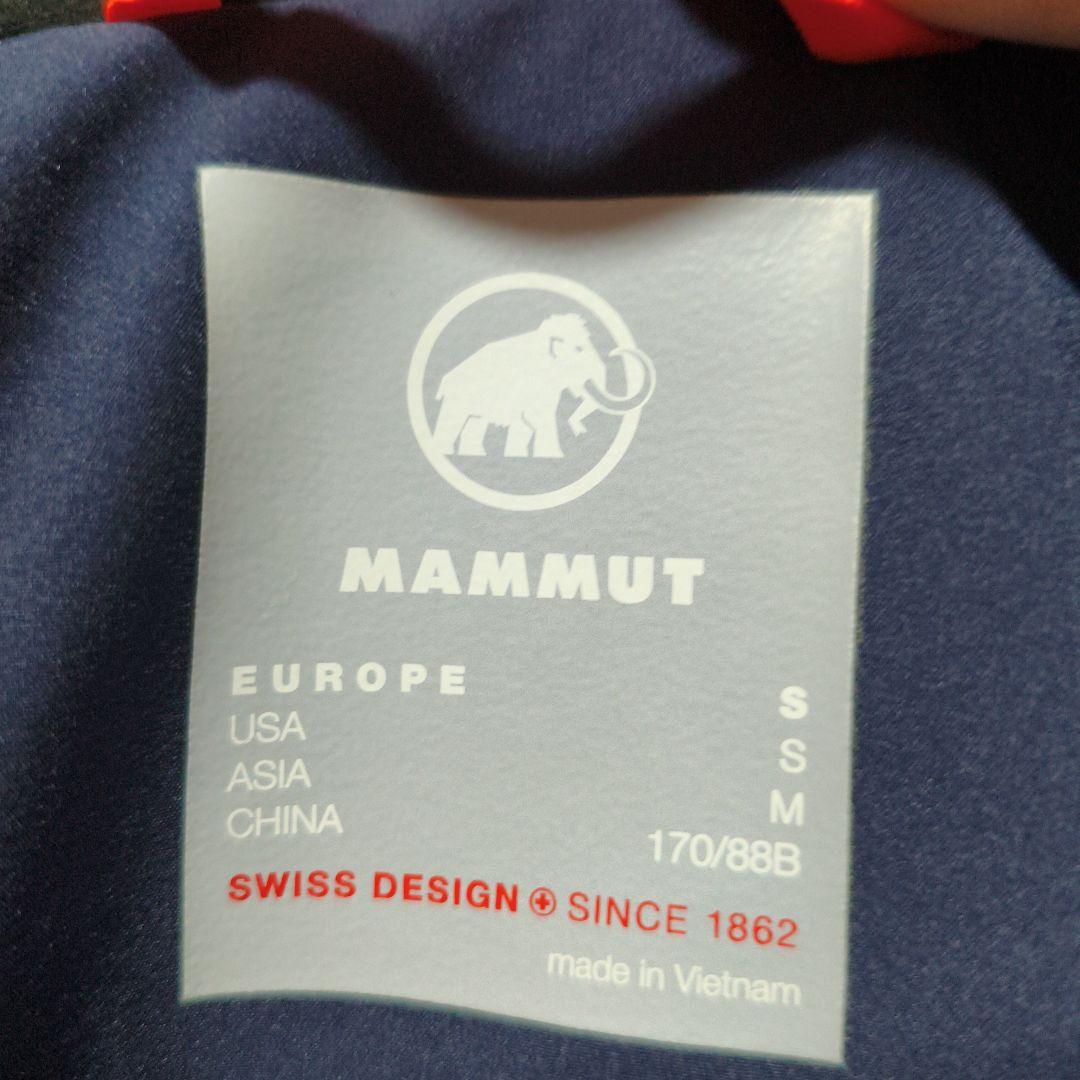 MAMMUT
EUROPE S
USA S
ASIA M
CHINA 170/88B
SWISS DESIGN SINCE 1862
made in Vietnam